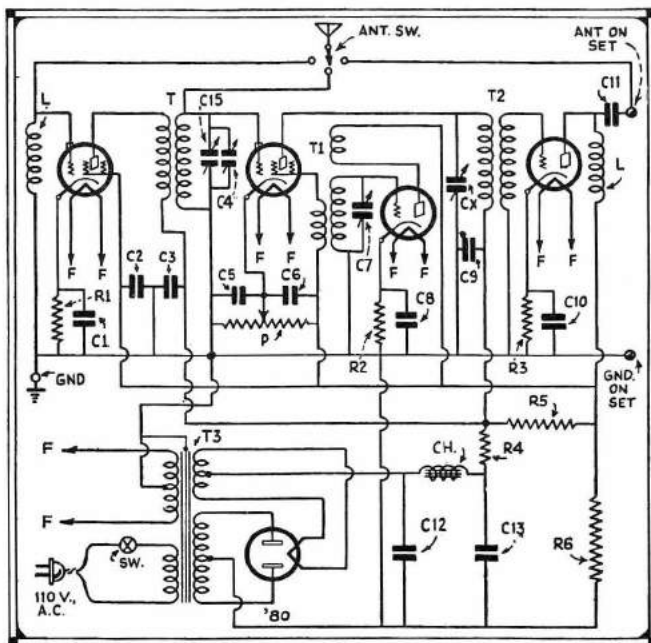 ANT. SW.
ANT ON
SET
C11
L
T
C15
T2
T1
L
C4
CX
C7
C9
F F
F F
F F
F F
C2
C3
C5
C6
C8
C10
R1
C1
P
R2
R3
GND
GND.
ON
SET
R5
F
T3
CH.
R4
F
C12
C13
R6
SW.
110 V.,
A.C.
'80